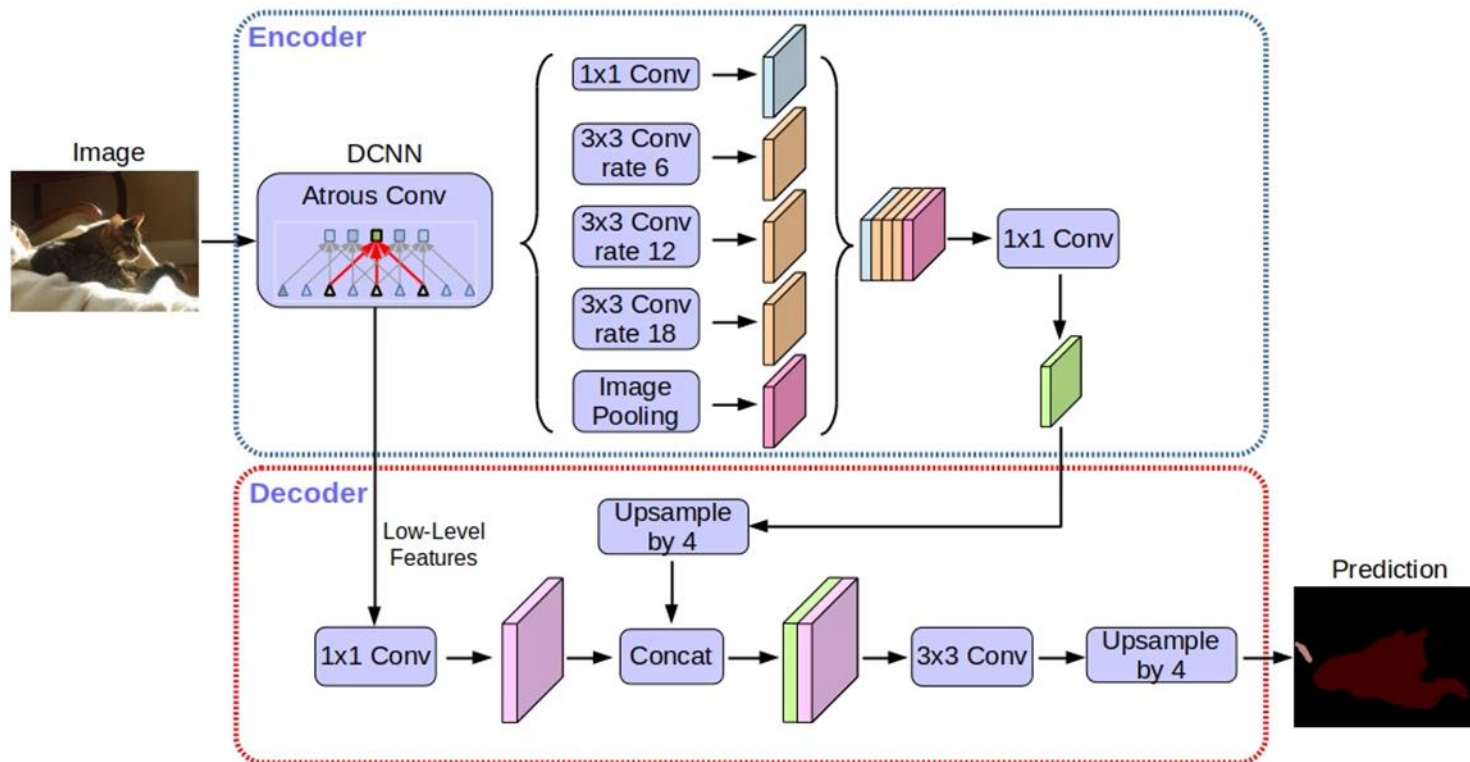 Encoder
Image
DCNN
Atrous Conv
1x1 Conv
3x3 Conv
rate 6
3x3 Conv
rate 12
3x3 Conv
rate 18
Image
Pooling
1x1 Conv
Decoder
Low-Level
Features
Upsample
by 4
1x1 Conv
Concat
3x3 Conv
Upsample
by 4
Prediction